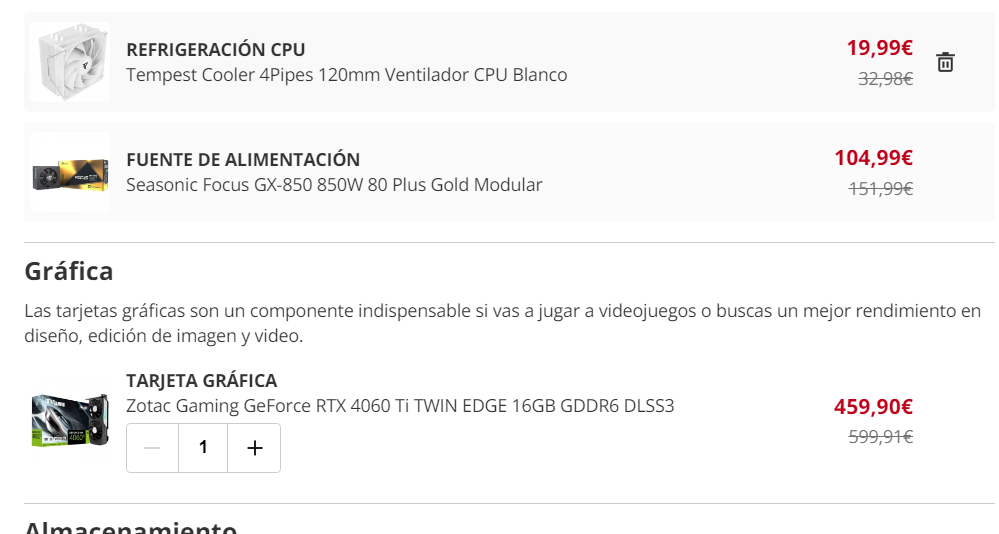 REFRIGERACIÓN CPU
Tempest Cooler 4Pipes 120mm Ventilador CPU Blanco
19,99€
32,98€
FUENTE DE ALIMENTACIÓN
Seasonic Focus GX-850 850W 80 Plus Gold Modular
104,99€
151,99€
Gráfica
Las tarjetas gráficas son un componente indispensable si vas a jugar a videojuegos o buscas un mejor rendimiento en
diseño, edición de imagen y video.
TARJETA GRÁFICA
Zotac Gaming GeForce RTX 4060 Ti TWIN EDGE 16GB GDDR6 DLSS3
459,90€
599,91€
— 1 +
Almacenamiento